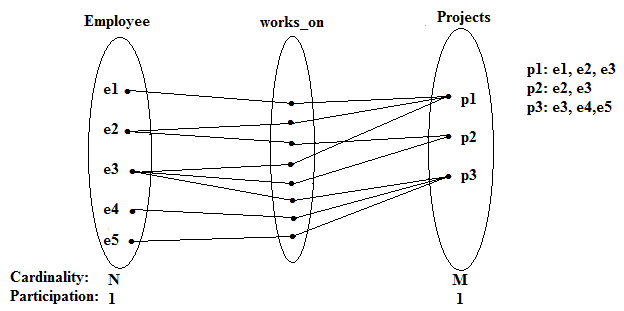 Employee works_on Projects
e1
e2
e3
e4
e5
p1
p2
p3
p1: e1, e2, e3
p2: e2, e3
p3: e3, e4,e5
Cardinality: N M
Participation: 1 1